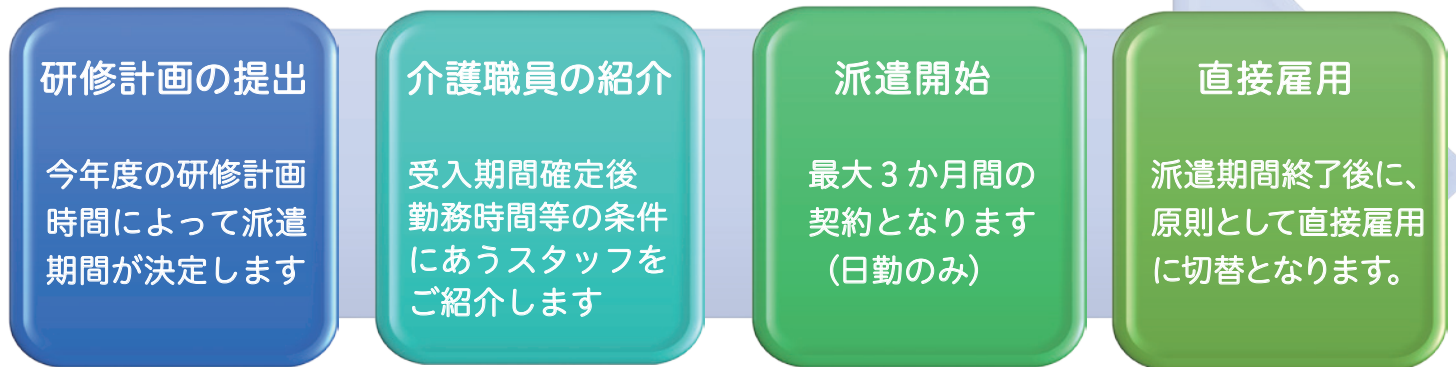 研修計画の提出
今年度の研修計画
時間によって派遣
期間が決定します
介護職員の紹介
受入期間確定後
勤務時間等の条件
にあうスタッフを
ご紹介します
派遣開始
最大３か月間の
契約となります
（日勤のみ）
直接雇用
派遣期間終了後に、
原則として直接雇用
に切替となります。